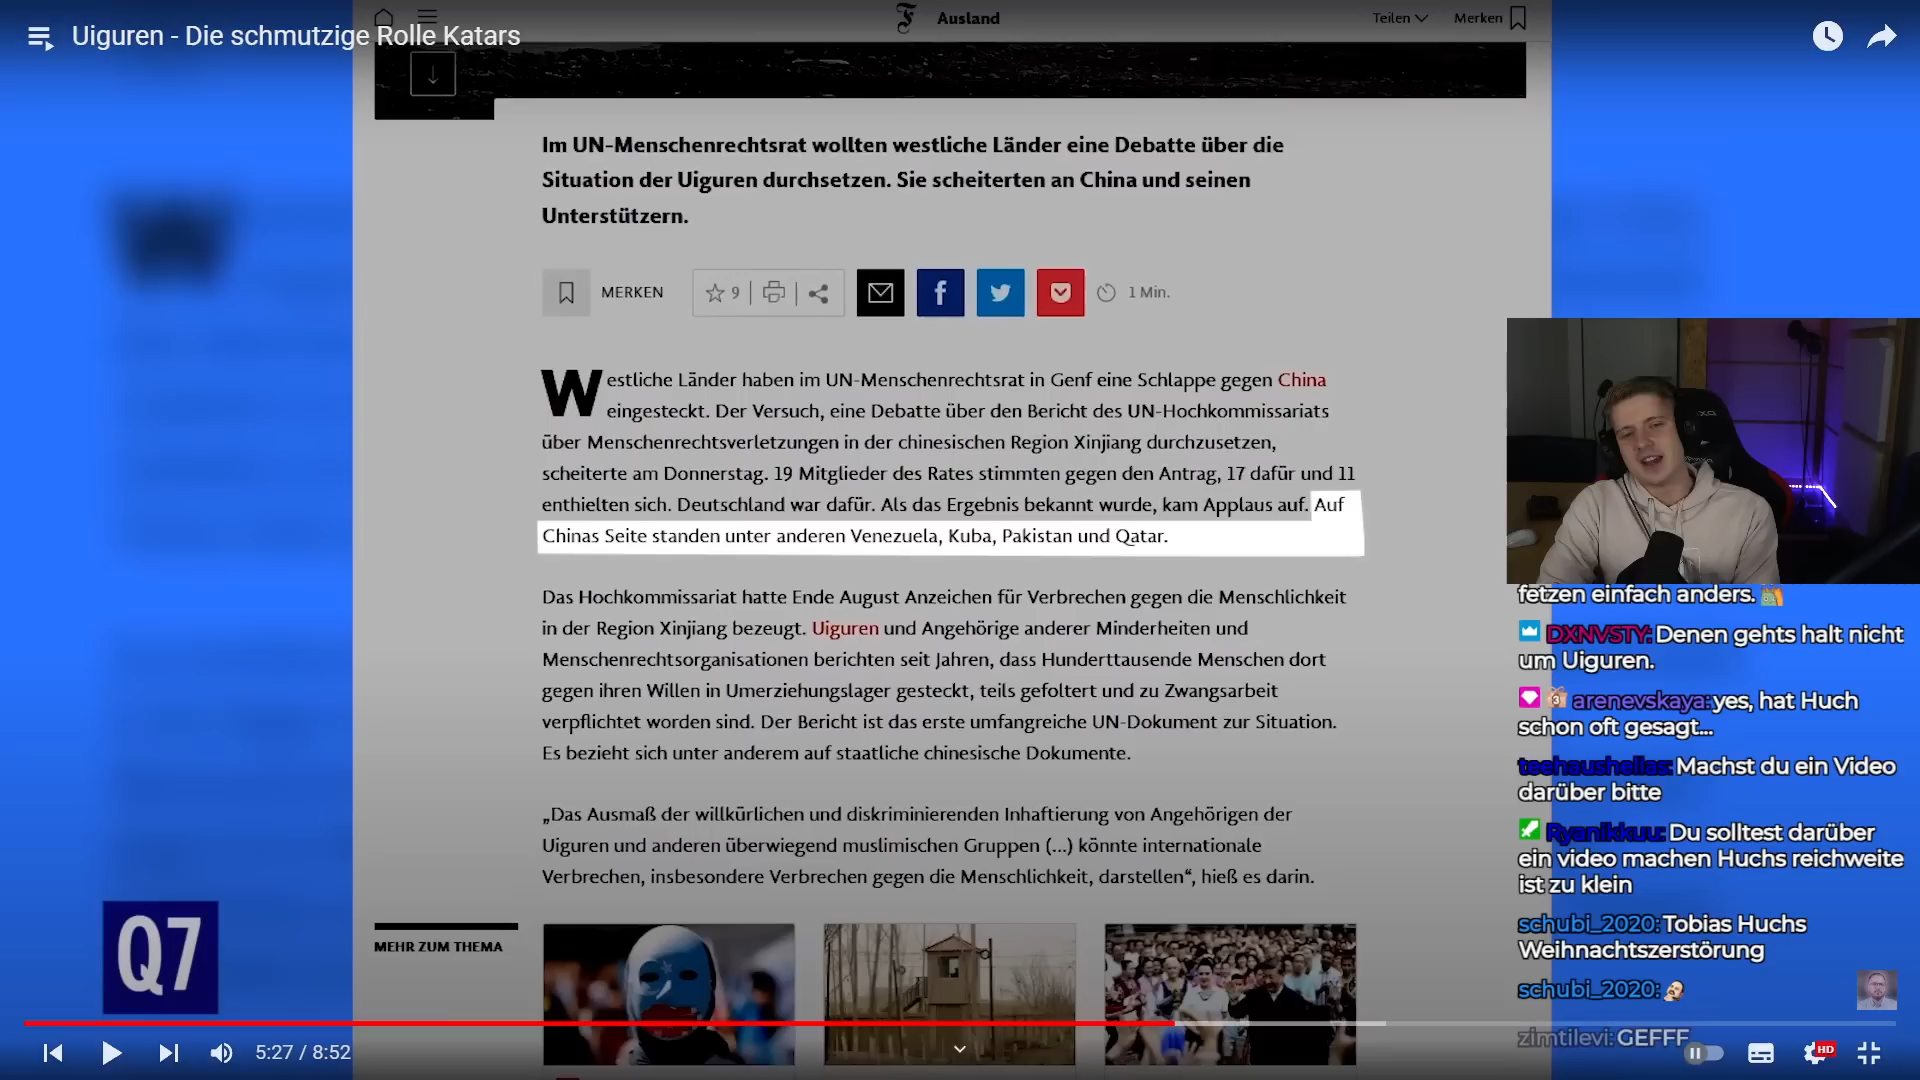 Uiguren - Die schmutzige Rolle Katars
Ausland
Teilen
Merken
Im UN-Menschenrechtsrat wollten westliche Länder eine Debatte über die
Situation der Uiguren durchsetzen. Sie scheiterten an China und seinen
Unterstützern.
MERKEN
9
1 Min.
Westliche Länder haben im UN-Menschenrechtsrat in Genf eine Schlappe gegen China
eingesteckt. Der Versuch, eine Debatte über den Bericht des UN-Hochkommissariats
über Menschenrechtsverletzungen in der chinesischen Region Xinjiang durchzusetzen,
scheiterte am Donnerstag. 19 Mitglieder des Rates stimmten gegen den Antrag, 17 dafür und 11
enthielten sich. Deutschland war dafür. Als das Ergebnis bekannt wurde, kam Applaus auf. Auf
Chinas Seite standen unter anderen Venezuela, Kuba, Pakistan und Qatar.
Das Hochkommissariat hatte Ende August Anzeichen für Verbrechen gegen die Menschlichkeit
in der Region Xinjiang bezeugt. Uiguren und Angehörige anderer Minderheiten und
Menschenrechtsorganisationen berichten seit Jahren, dass Hunderttausende Menschen dort
gegen ihren Willen in Umerziehungslager gesteckt, teils gefoltert und zu Zwangsarbeit
verpflichtet worden sind. Der Bericht ist das erste umfangreiche UN-Dokument zur Situation.
Es bezieht sich unter anderem auf staatliche chinesische Dokumente.
„Das Ausmaß der willkürlichen und diskriminierenden Inhaftierung von Angehörigen der
Uiguren und anderen überwiegend muslimischen Gruppen (...) könnte internationale
Verbrechen, insbesondere Verbrechen gegen die Menschlichkeit, darstellen“, hieß es darin.
MEHR ZUM THEMA
Q7
fetzen einfach anders.
DXNVSTY: Denen gehts halt nicht
um Uiguren.
arenevskaya: yes, hat Huch
schon oft gesagt...
teehaushellas: Machst du ein Video
darüber bitte
Ryanikkuu: Du solltest darüber
ein video machen Huchs reichweite
ist zu klein
schubi_2020: Tobias Huchs
Weihnachtszerstörung
schubi_2020:
zimtilevi: GEFFF
5:27 / 8:52
HD